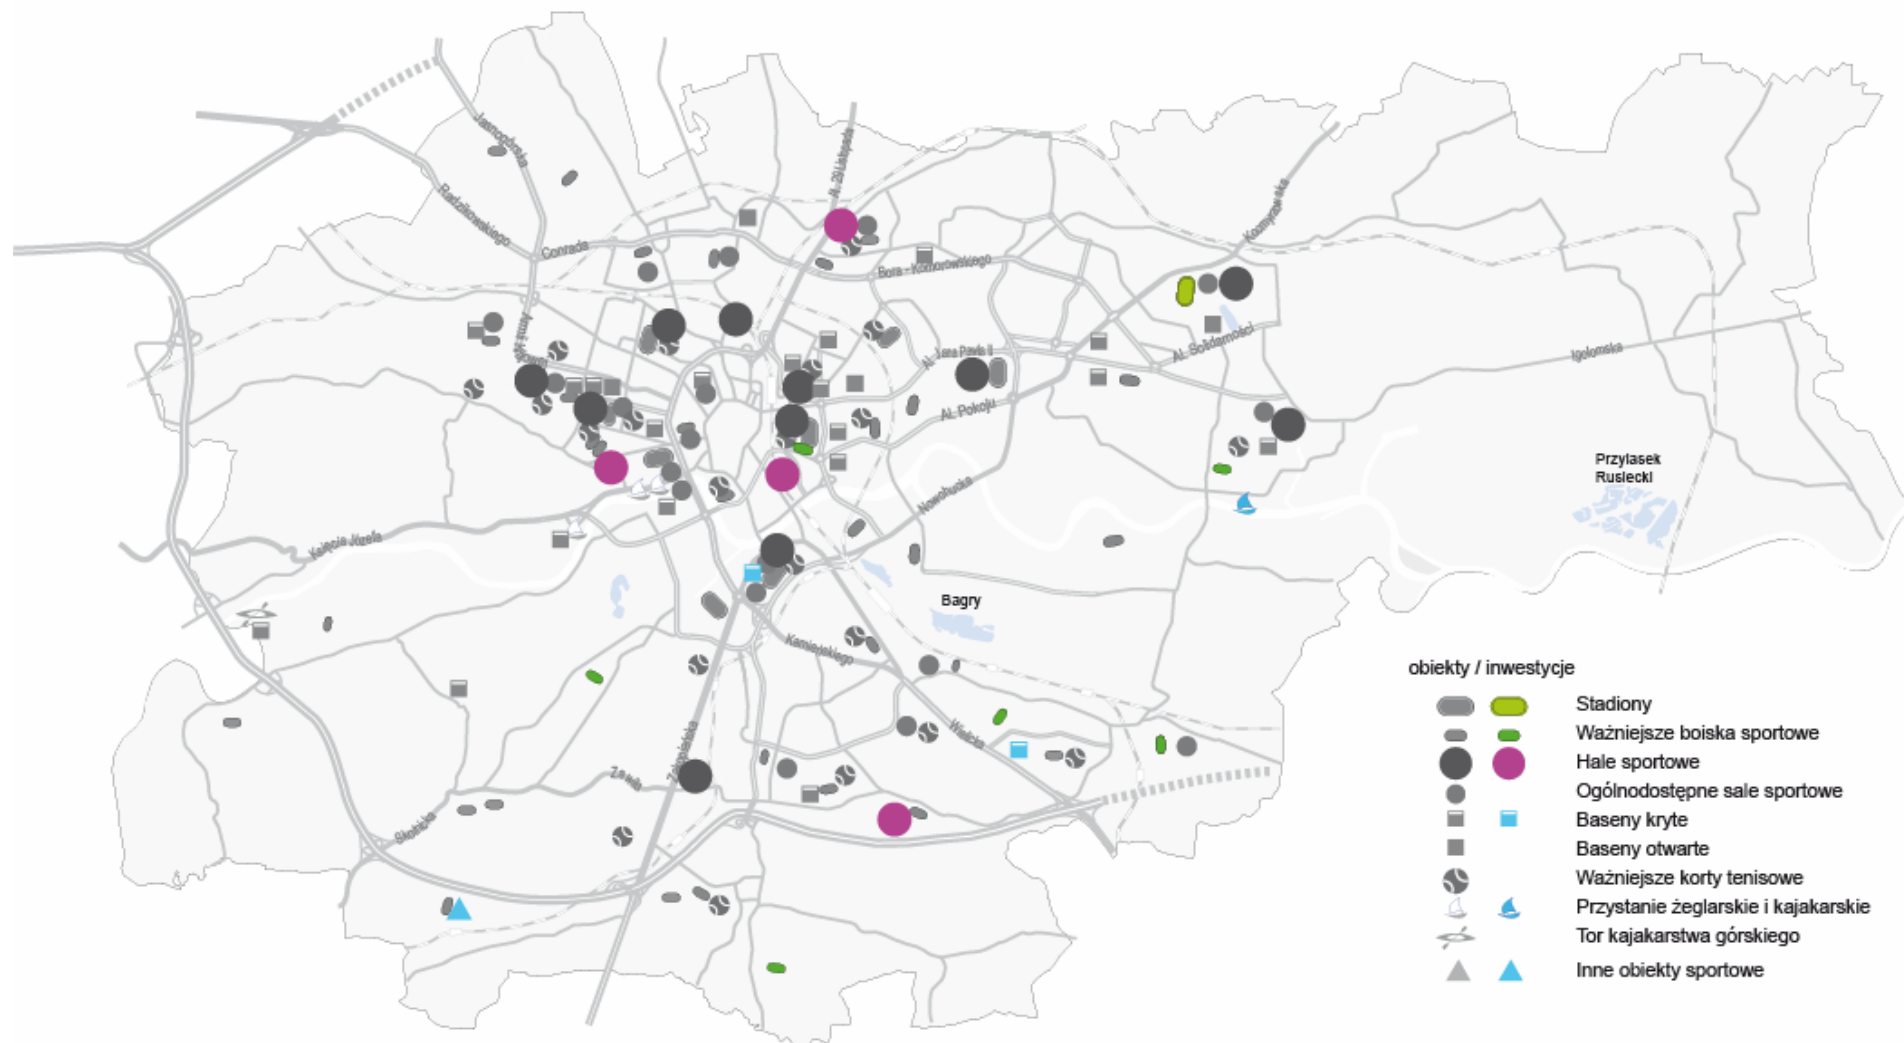 Jasnogórska
Radzikowskiego
Conrada
Al. 29 Listopada
Bora - Komorowskiego
Kocmyrzowska
Armii Krajowej
Al. Jana Pawła II
Al. Solidarności
Igołomska
Al. Pokoju
Przylasek
Rusiecki
Nowohucka
Księcia Józefa
Bagry
Kamieńskiego
Wielicka
Zakopiańska
Zawiła
Skotnicka
obiekty / inwestycje
Stadiony
Ważniejsze boiska sportowe
Hale sportowe
Ogólnodostępne sale sportowe
Baseny kryte
Baseny otwarte
Ważniejsze korty tenisowe
Przystanie żeglarskie i kajakarskie
Tor kajakarstwa górskiego
Inne obiekty sportowe